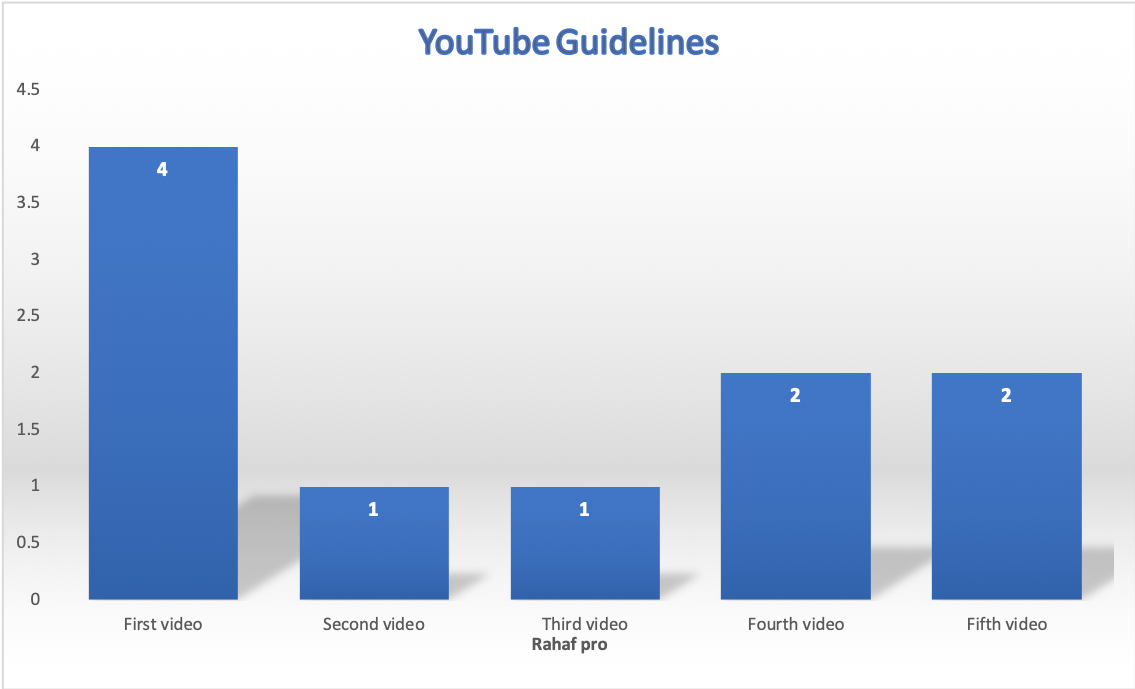 YouTube Guidelines
4.5
4
3.5
3
2.5
2
1.5
1
0.5
0
4
1
1
2
2
First video
Second video
Third video
Fourth video
Fifth video
Rahaf pro